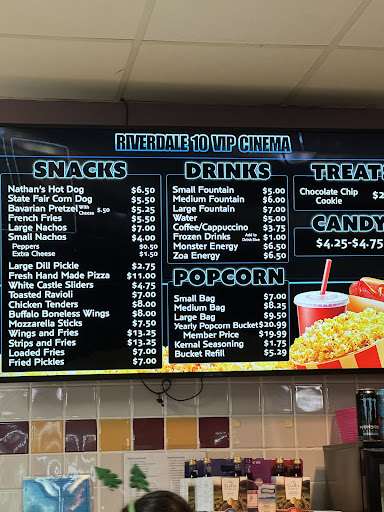 RIVERDALE 10 VIP CINEMA
SNACKS
Nathan's Hot Dog $6.50
State Fair Corn Dog $5.50
Bavarian Pretzel With Cheese $.50 $5.25
French Fries $5.50
Large Nachos $7.00
Small Nachos $4.00
Peppers $0.50
Extra Cheese $1.50
Large Dill Pickle $2.75
Fresh Hand Made Pizza $11.00
White Castle Sliders $4.75
Toasted Ravioli $7.00
Chicken Tenders $8.00
Buffalo Boneless Wings $8.00
Mozzarella Sticks $7.50
Wings and Fries $13.25
Strips and Fries $13.25
Loaded Fries $7.00
Fried Pickles $7.00
DRINKS
Small Fountain $5.00
Medium Fountain $6.00
Large Fountain $7.00
Water $5.00
Coffee/Cappuccino $3.75
Frozen Drinks Add to Drink Price $1.00
Monster Energy $6.50
Zoa Energy $6.50
POPCORN
Small Bag $7.00
Medium Bag $8.25
Large Bag $9.50
Yearly Popcorn Bucket $20.99
Member Price $19.99
Kernal Seasoning $1.75
Bucket Refill $5.29
TREAT
Chocolate Chip $2
Cookie
CANDY
$4.25-$4.75